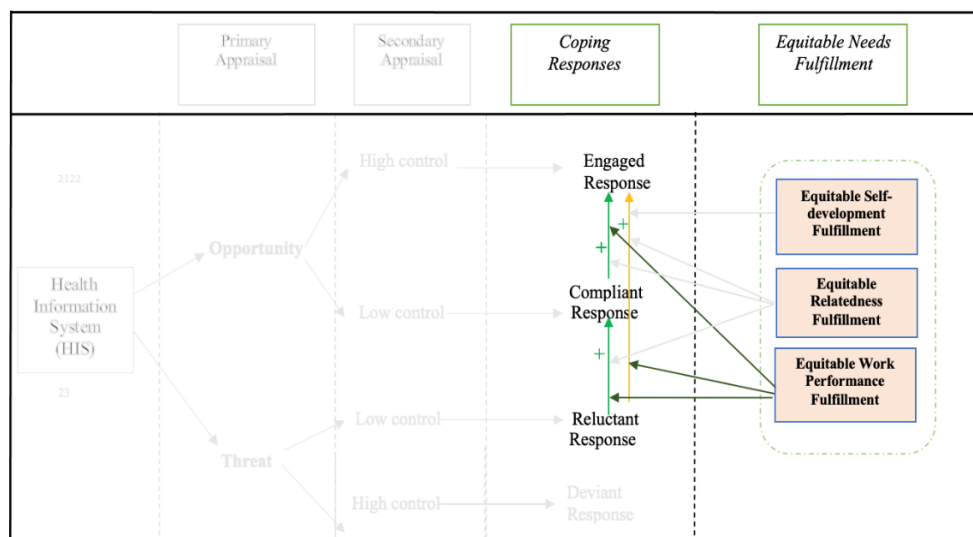 Primary
Appraisal
Secondary
Appraisal
Coping
Responses
Equitable Needs
Fulfillment
2122
High control
Engaged
Response
Equitable Self-
development
Fulfillment
+
Opportunity
+
Health
Information
System
(HIS)
Low control
Compliant
Response
Equitable
Relatedness
Fulfillment
+
23
Equitable Work
Performance
Fulfillment
Low control
Reluctant
Response
Threat
High control
Deviant
Response